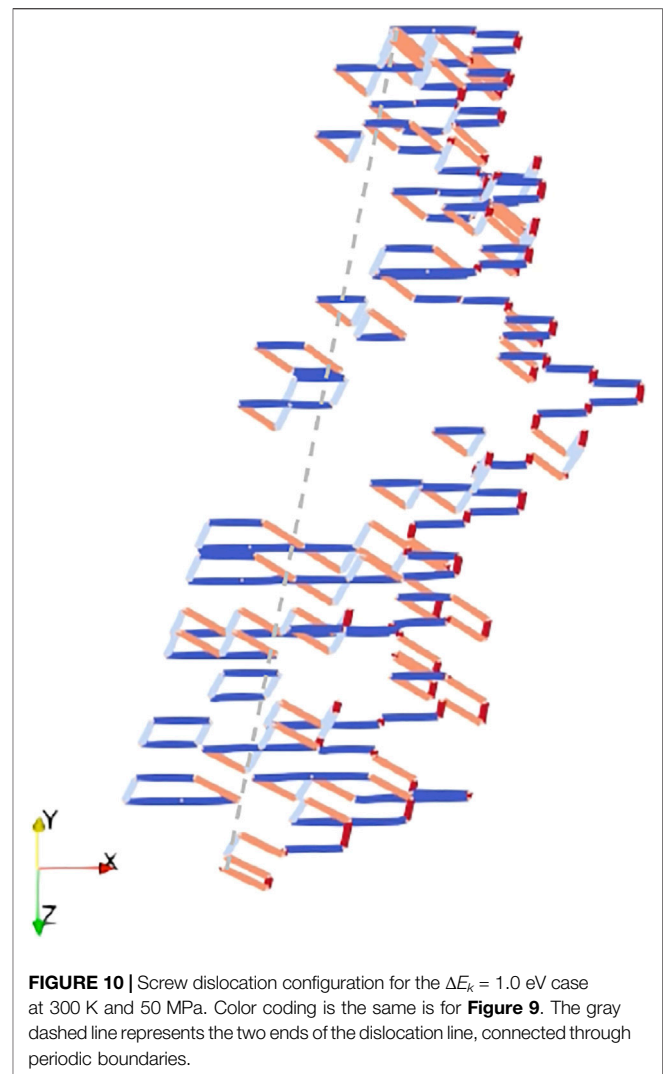 Y
X
Z
FIGURE 10 | Screw dislocation configuration for the ΔEk = 1.0 eV case
at 300 K and 50 MPa. Color coding is the same is for Figure 9. The gray
dashed line represents the two ends of the dislocation line, connected through
periodic boundaries.